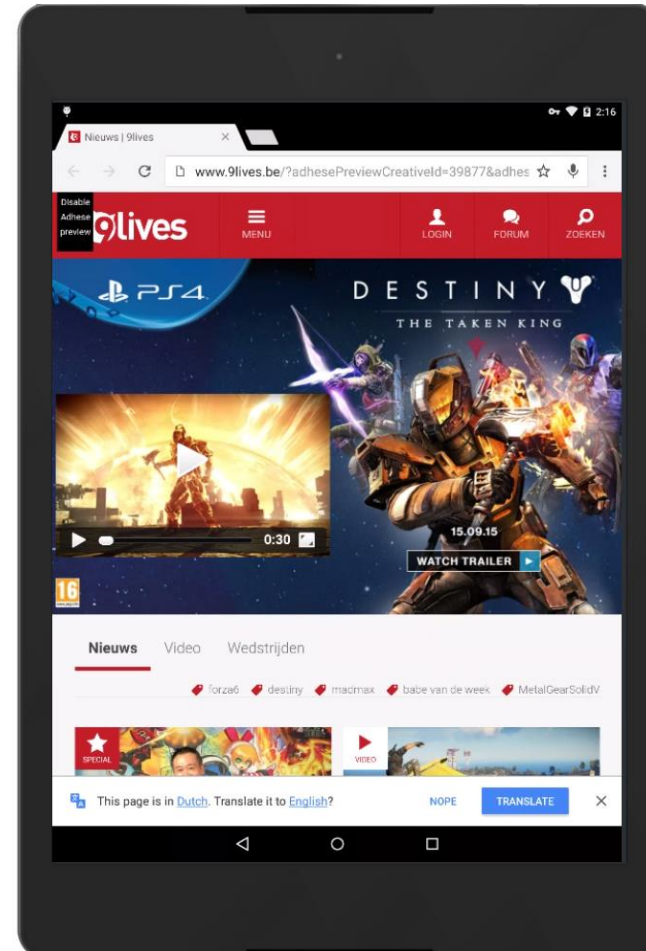 2:16
Nieuws | 9lives
www.9lives.be/?adhesePreviewCreativeId=39877&adhes
Disable
Adhese
preview
9lives
MENU
LOGIN
FORUM
ZOEKEN
PS4
DESTINY
THE TAKEN KING
0:30
15.09.15
WATCH TRAILER
16
Nieuws Video Wedstrijden
forza6 destiny madmax babe van de week MetalGearSolidV
SPECIAL
VIDEO
This page is in Dutch. Translate it to English? NOPE TRANSLATE